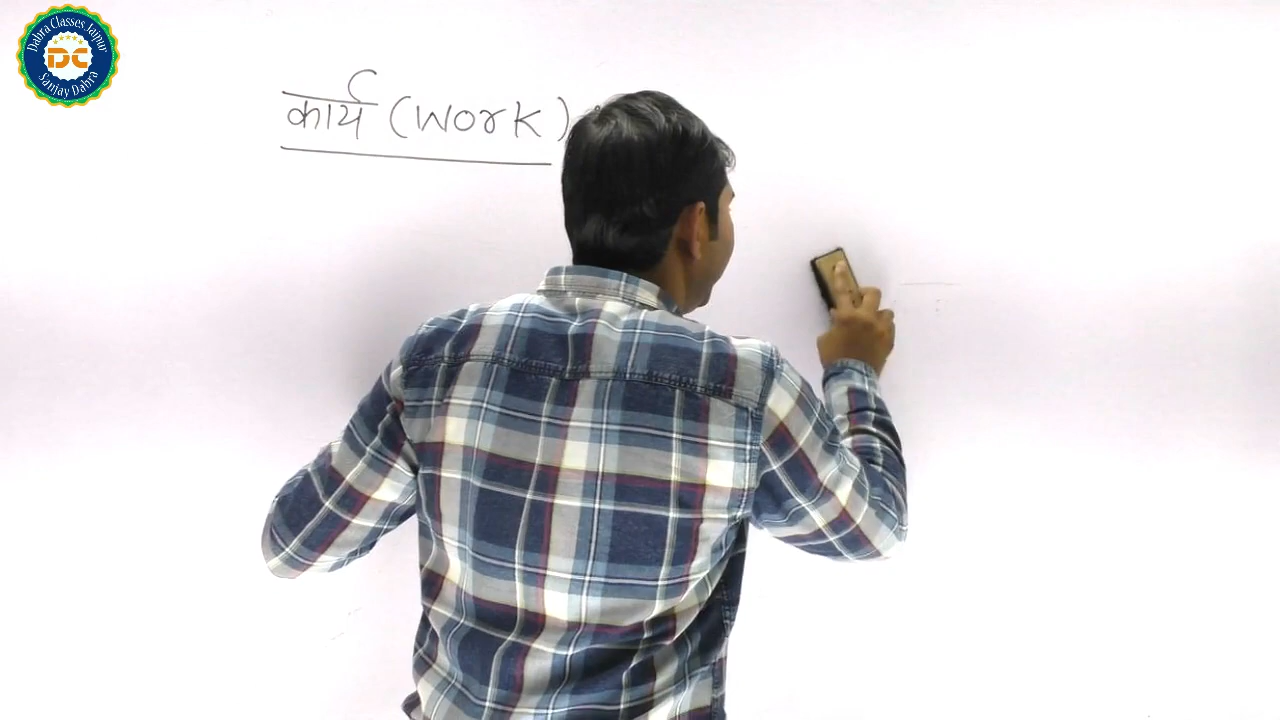 Dabra Classes Jaipur
DC
Sanjay Dabra
कार्य (Work)